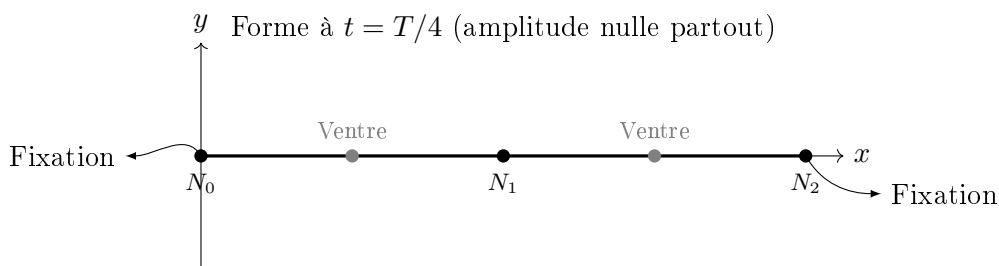 y Forme à t = T/4 (amplitude nulle partout)
Ventre Ventre
Fixation x
N₀ N₁ N₂
Fixation